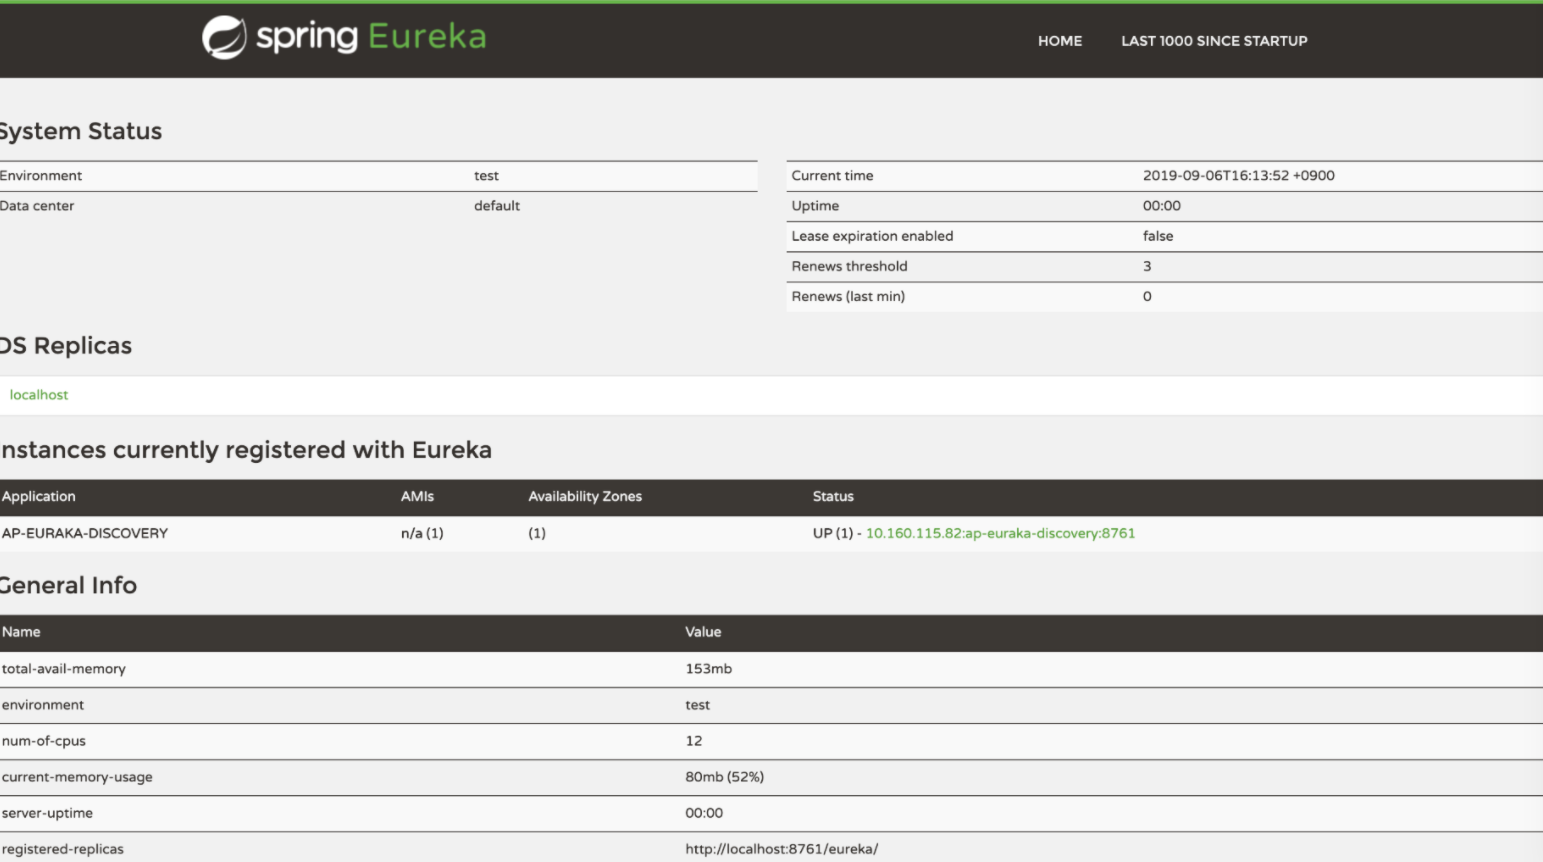 spring Eureka
HOME LAST 1000 SINCE STARTUP
System Status
Environment test
Data center default
Current time 2019-09-06T16:13:52 +0900
Uptime 00:00
Lease expiration enabled false
Renews threshold 3
Renews (last min) 0
DS Replicas
localhost
nstances currently registered with Eureka
Application AMIs Availability Zones Status
AP-EURAKA-DISCOVERY n/a (1) (1) UP (1) - 10.160.115.82:ap-euraka-discovery:8761
General Info
Name Value
total-avail-memory 153mb
environment test
num-of-cpus 12
current-memory-usage 80mb (52%)
server-uptime 00:00
registered-replicas http://localhost:8761/eureka/